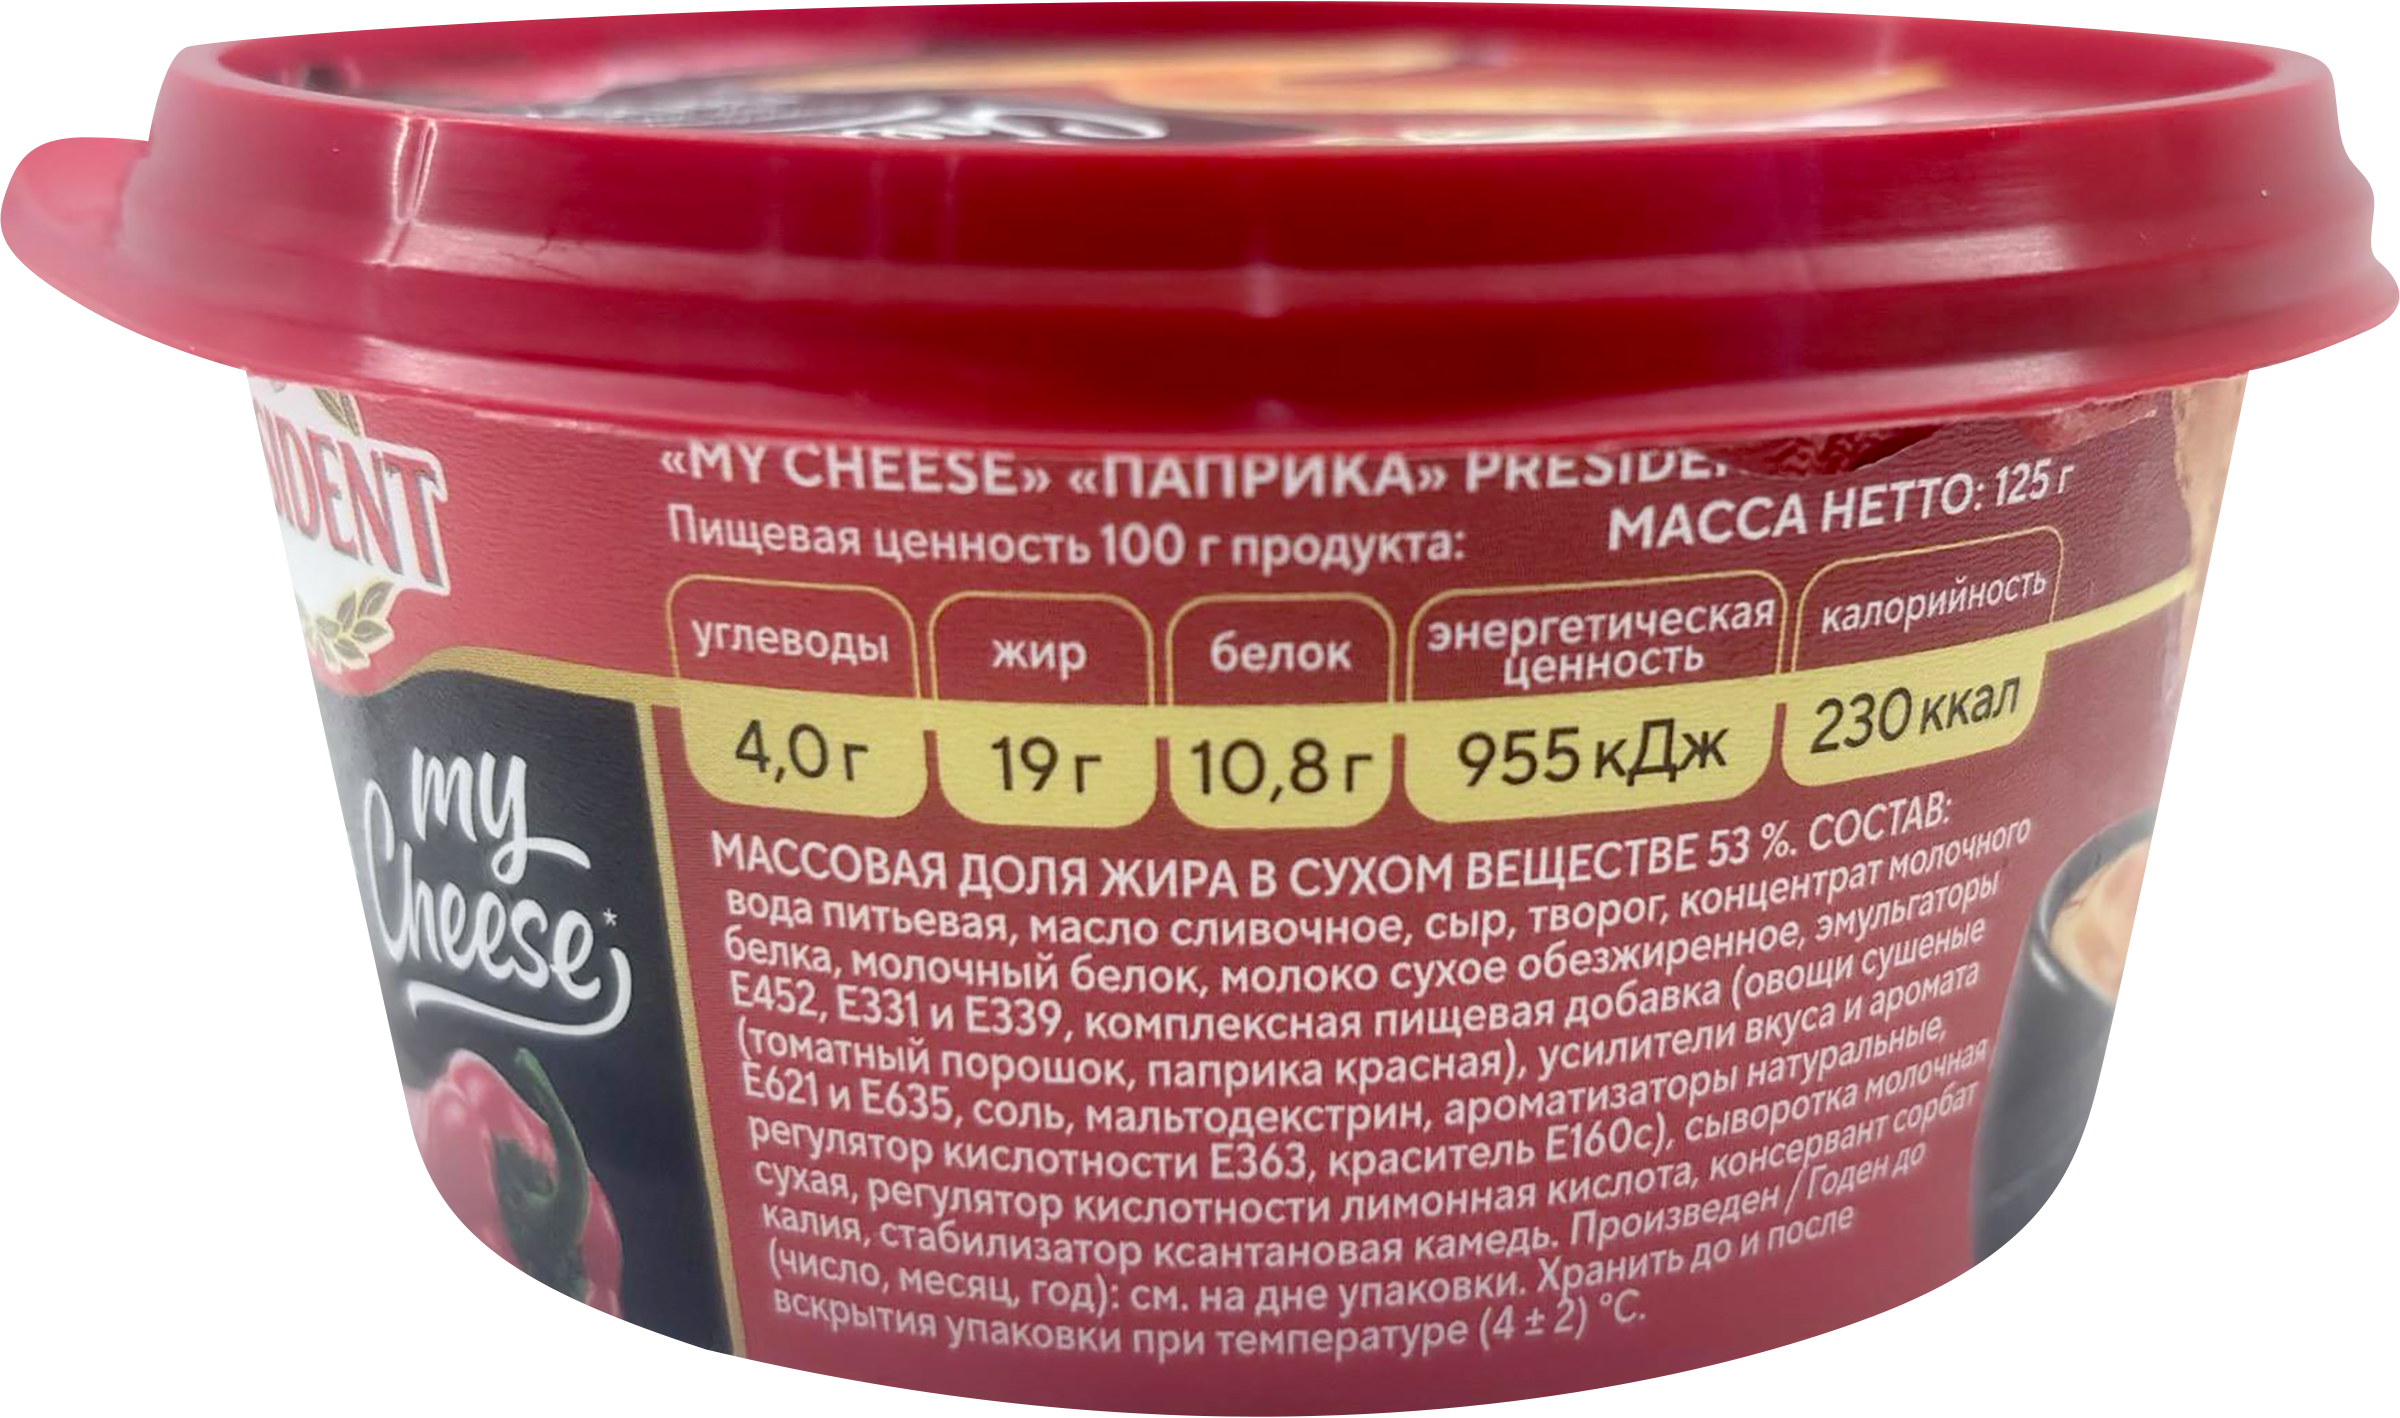 «MY CHEESE» «ПАПРИКА»
МАССА НЕТТО: 125 г
Пищевая ценность 100 г продукта:
углеводы
жир
белок
энергетическая
ценность
калорийность
4,0 г
19 г
10,8 г
955 кДж
230 ккал
my
Cheese*
МАССОВАЯ ДОЛЯ ЖИРА В СУХОМ ВЕЩЕСТВЕ 53 %. СОСТАВ:
вода питьевая, масло сливочное, сыр, творог, концентрат молочного
белка, молочный белок, молоко сухое обезжиренное, эмульгаторы
Е452, Е331 и Е339, комплексная пищевая добавка (овощи сушеные
(томатный порошок, паприка красная), усилители вкуса и аромата
Е621 и Е635, соль, мальтодекстрин, ароматизаторы натуральные,
регулятор кислотности Е363, краситель Е160с), сыворотка молочная
сухая, регулятор кислотности лимонная кислота, консервант сорбат
калия, стабилизатор ксантановая камедь. Произведен / Годен до
(число, месяц, год): см. на дне упаковки. Хранить до и после
вскрытия упаковки при температуре (4 ± 2) °С.